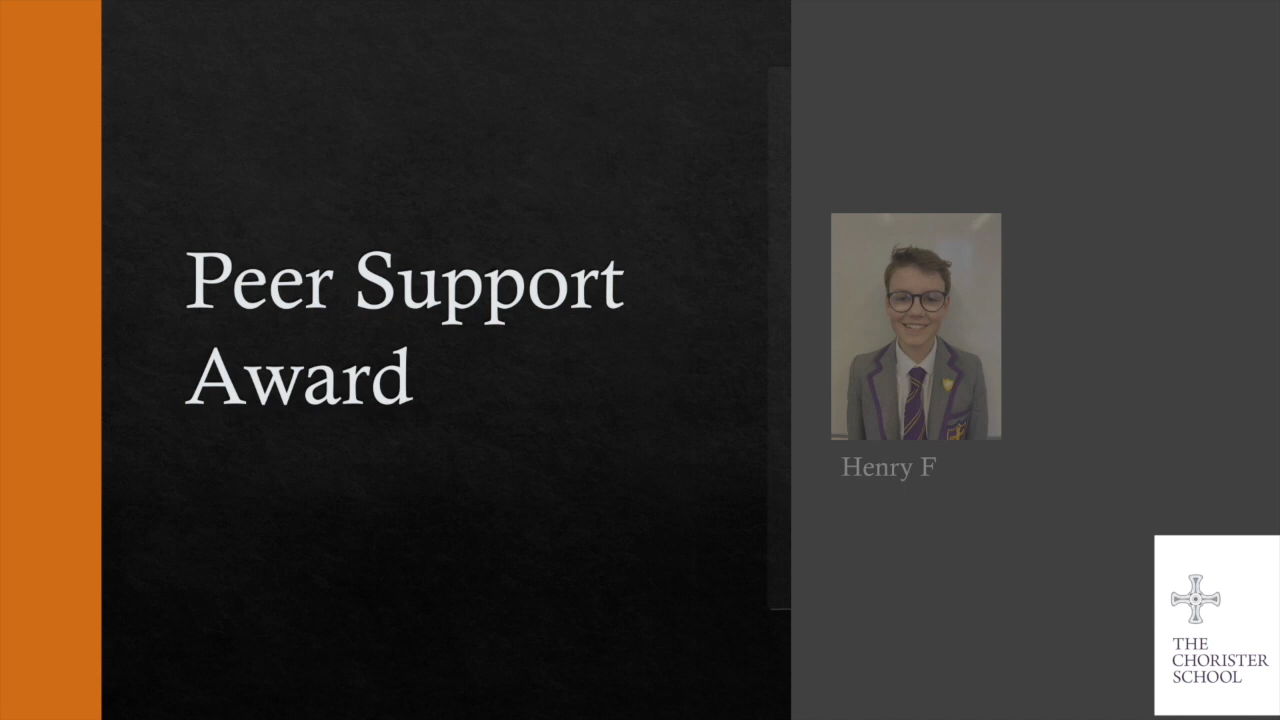 Peer Support
Award
Henry F
THE
CHORISTER
SCHOOL